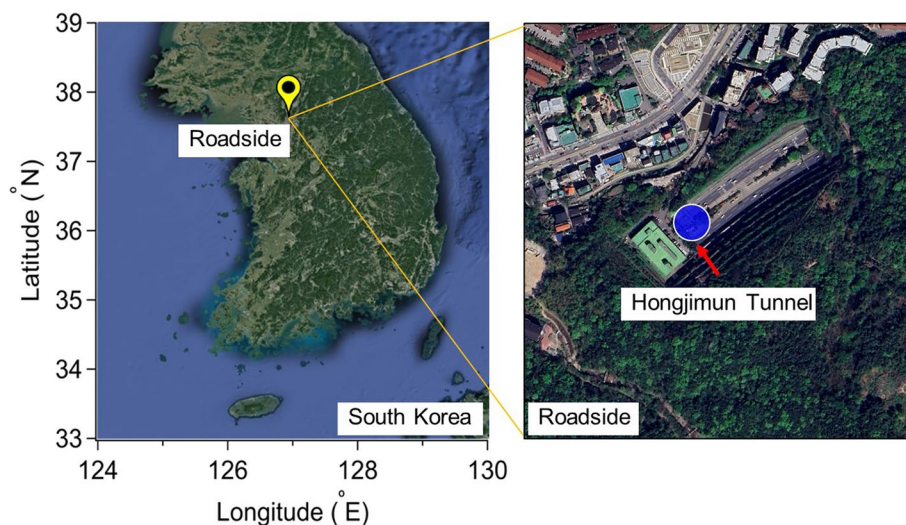 39
38
37
36
35
34
33
Latitude (°N)
124
126
128
130
Longitude (°E)
Roadside
South Korea
Hongjimun Tunnel
Roadside